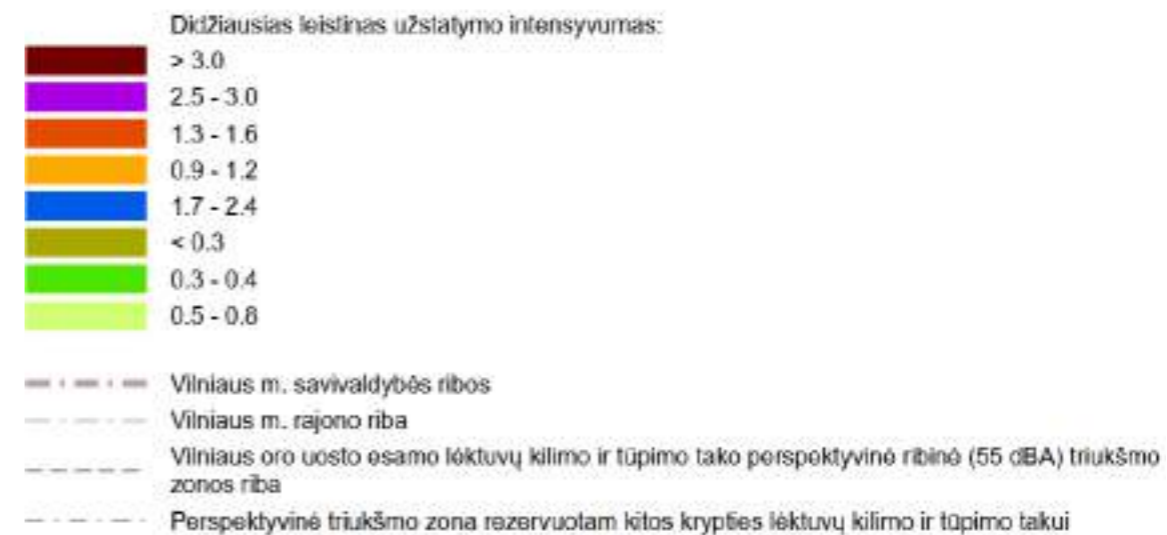 Didžiausias leistinas užstatymo intensyvumas:
> 3.0
2.5 - 3.0
1.3 - 1.6
0.9 - 1.2
1.7 - 2.4
< 0.3
0.3 - 0.4
0.5 - 0.8
Vilniaus m. savivaldybės ribos
Vilniaus m. rajono riba
Vilniaus oro uosto esamo lėktuvų kilimo ir tūpimo tako perspektyvinė ribinė (55 dBA) triukšmo
zonos riba
Perspektyvinė triukšmo zona rezervuotam kitos krypties lėktuvų kilimo ir tūpimo takui